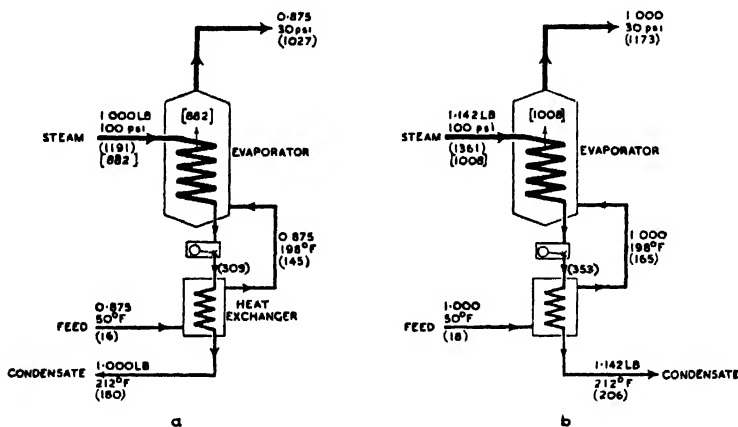 0.875
30 psi
(1027)
1.000 LB
100 psi
STEAM
(1191)
[882]
[882]
EVAPORATOR
0.875
198°F
(145)
(309)
0.875
50°F
FEED
(16)
HEAT
EXCHANGER
1.000LB
CONDENSATE
212°F
(180)
a
1.000
30 psi
(1173)
1.142 LB
100 psi
STEAM
(1361)
[1008]
[1008]
EVAPORATOR
1.000
198°F
(165)
(353)
1.000
50°F
FEED
(18)
1.142 LB
CONDENSATE
212°F
(206)
b